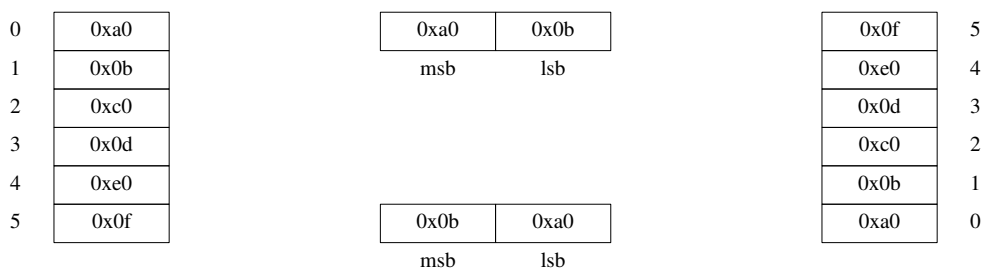 0 0xa0 0xa0 0x0b 0x0f 5
1 0x0b msb lsb 0xe0 4
2 0xc0 0x0d 3
3 0x0d 0xc0 2
4 0xe0 0x0b 1
5 0x0f 0x0b 0xa0 0xa0 0
msb lsb